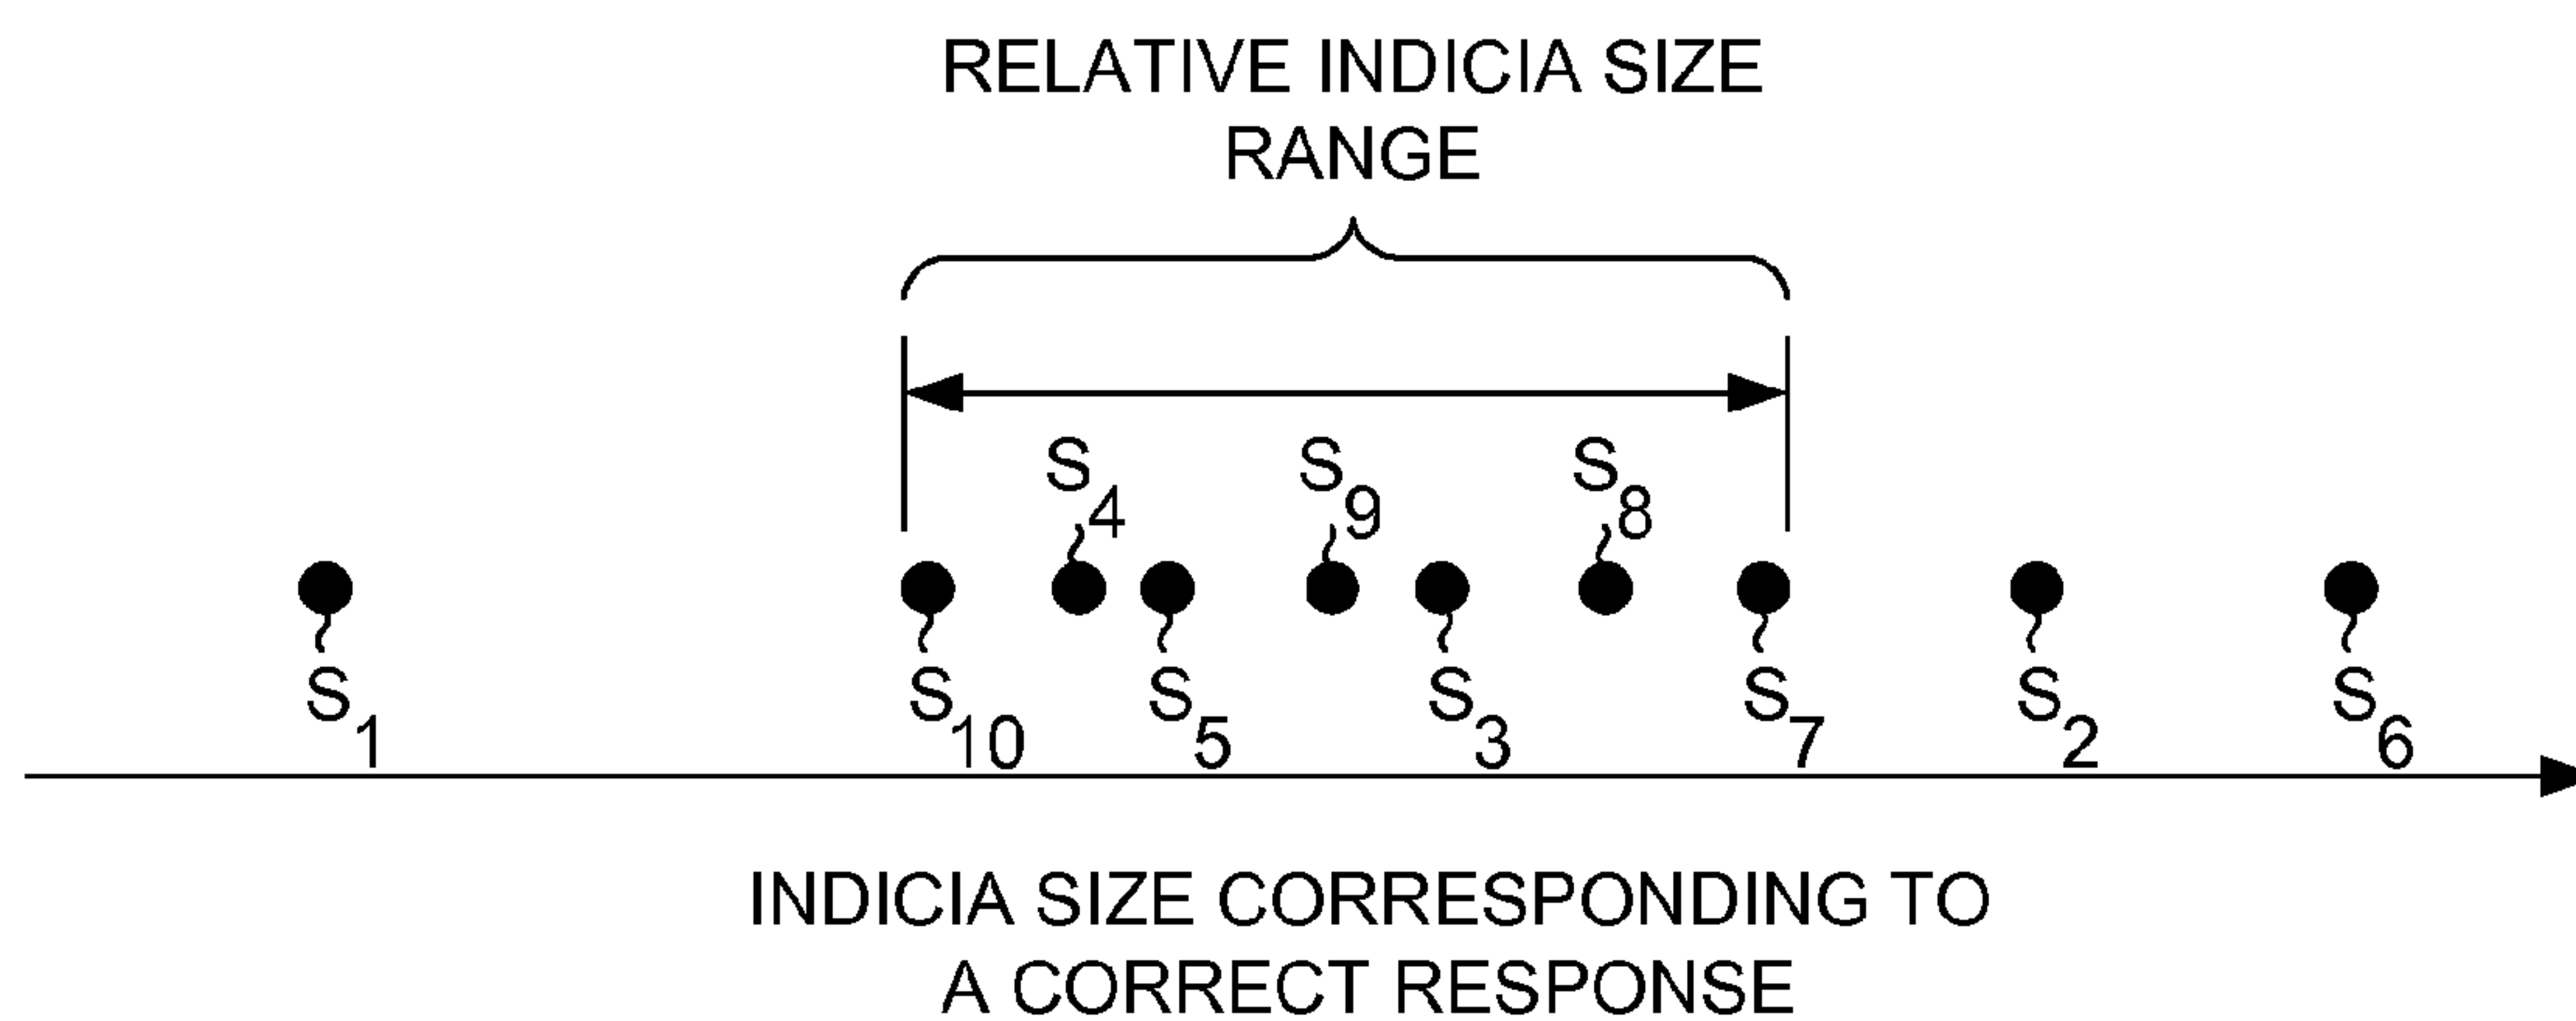 RELATIVE INDICIA SIZE
RANGE
S4 S9 S8
S1 S10 S5 S3 S7 S2 S6
INDICIA SIZE CORRESPONDING TO
A CORRECT RESPONSE